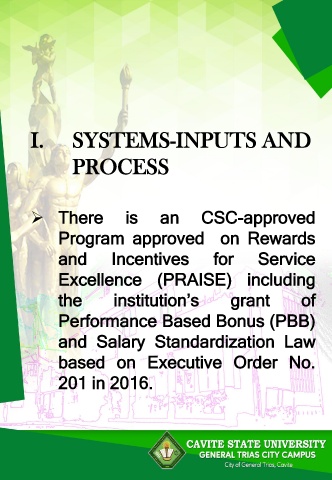 I. SYSTEMS-INPUTS AND
PROCESS
➢ There is an CSC-approved
Program approved on Rewards
and Incentives for Service
Excellence (PRAISE) including
the institution's grant of
Performance Based Bonus (PBB)
and Salary Standardization Law
based on Executive Order No.
201 in 2016.
CAVITE STATE UNIVERSITY
GENERAL TRIAS CITY CAMPUS
City of General Trias, Cavite